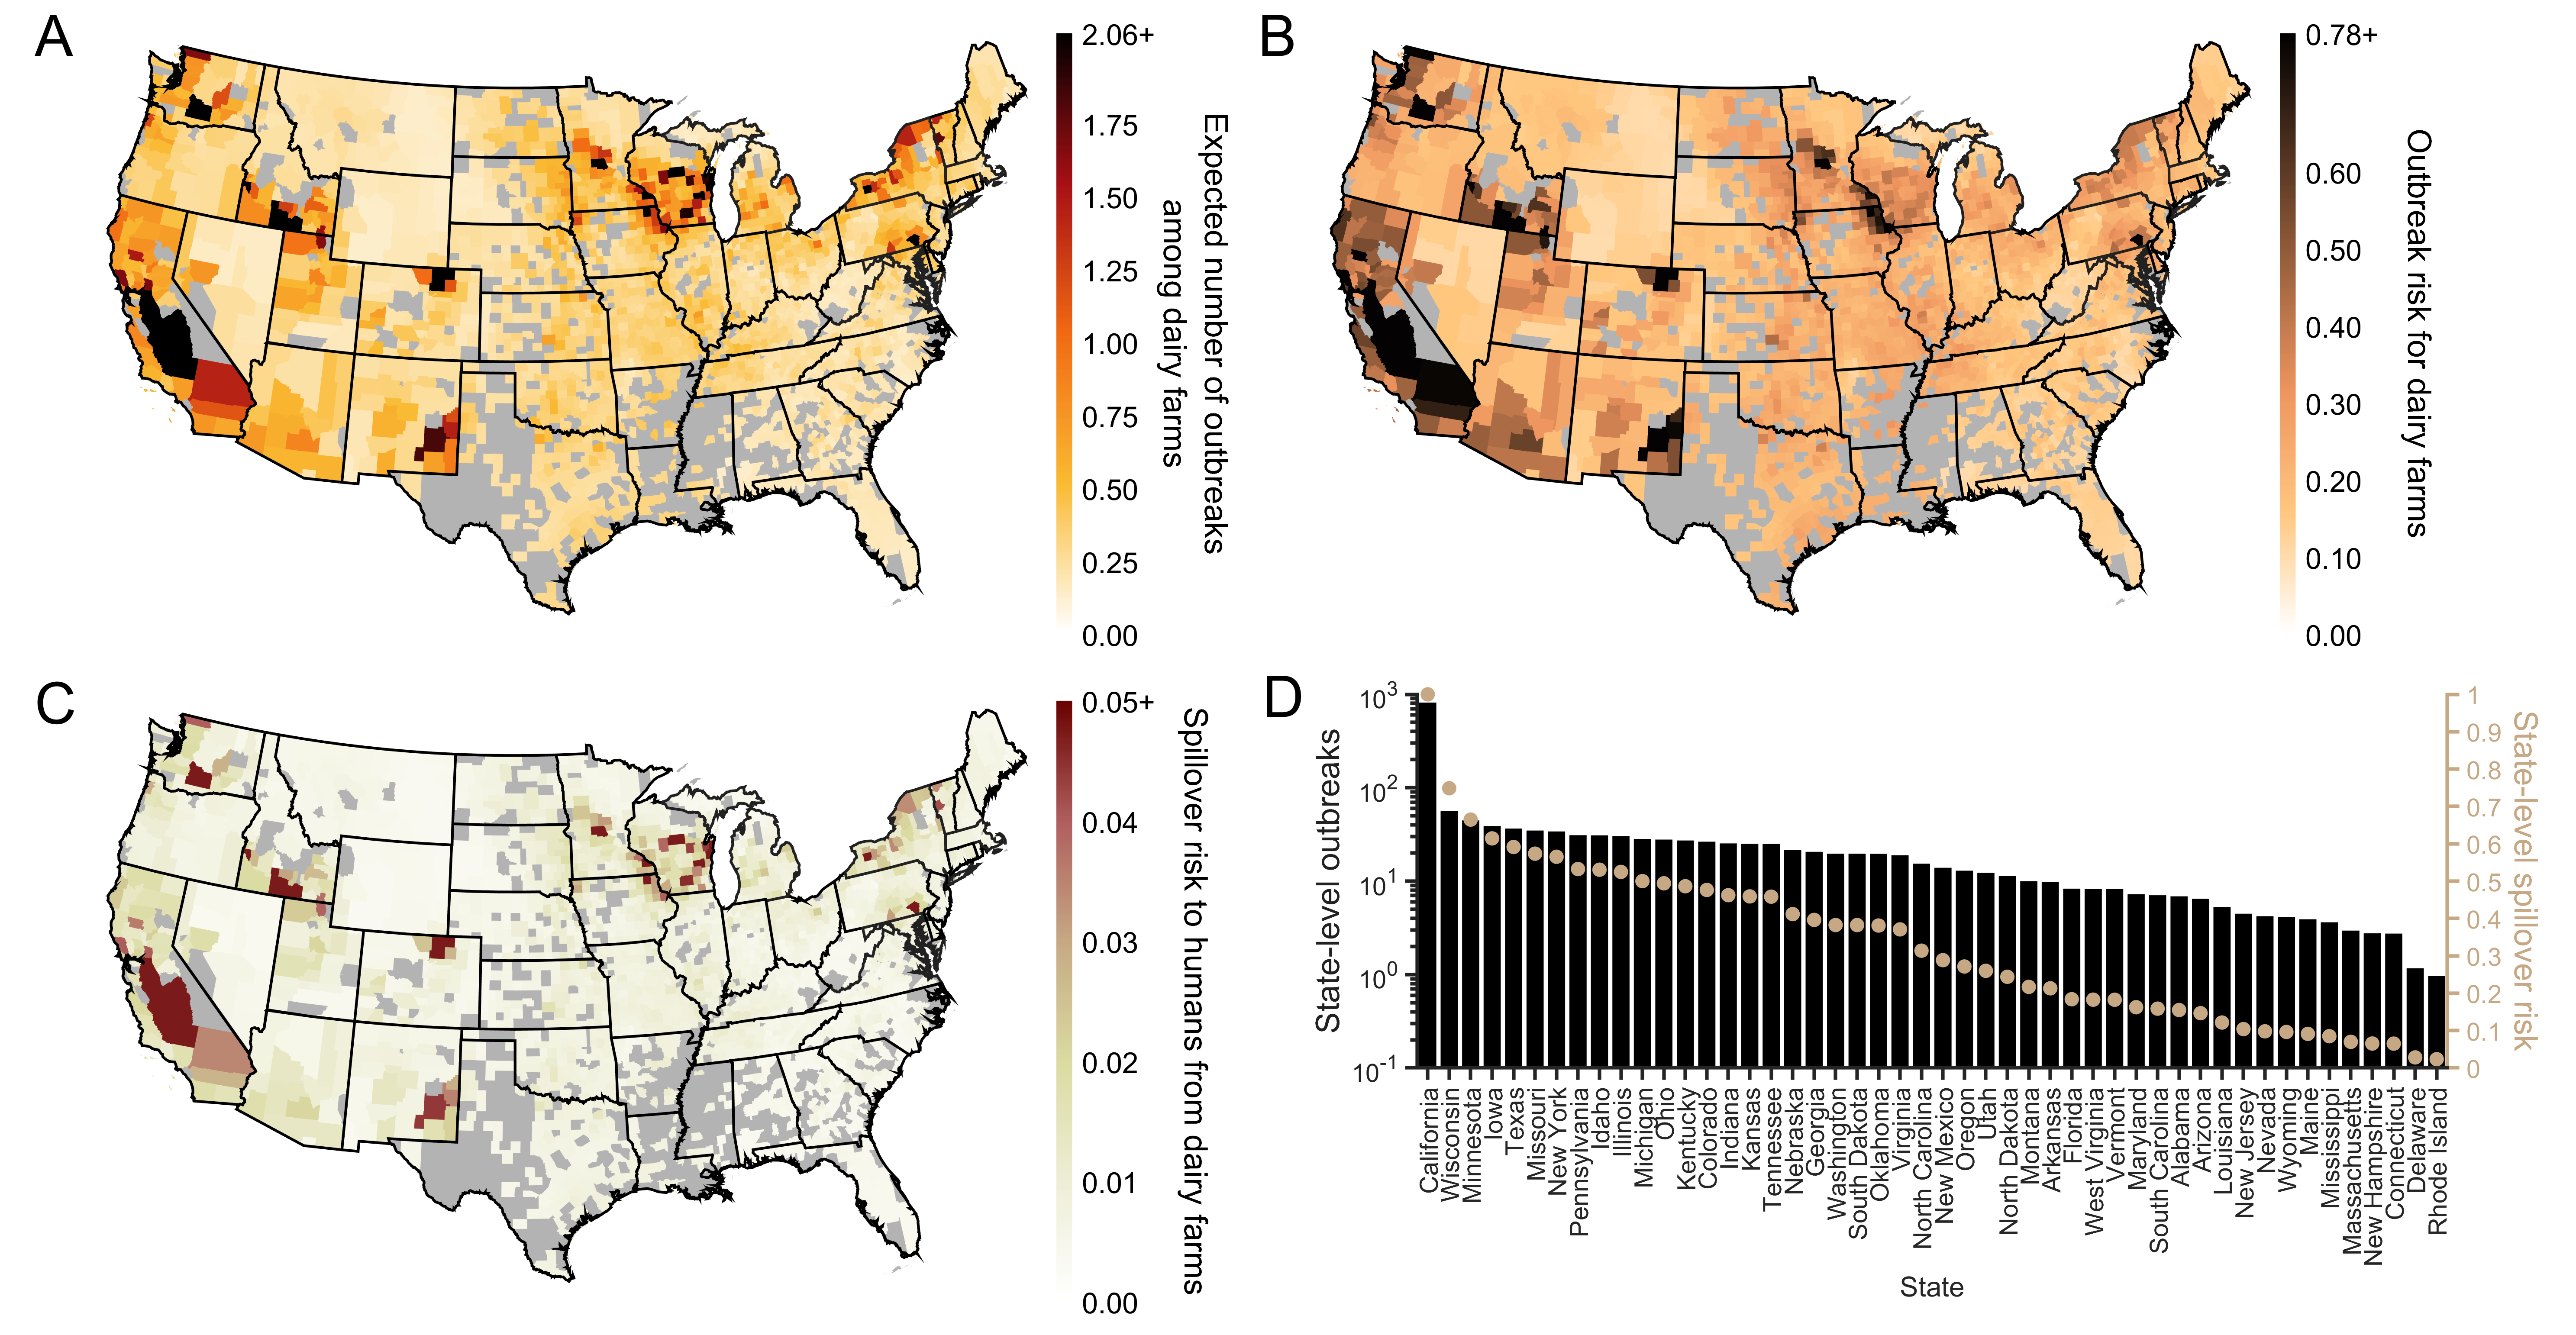 A
2.06+
1.75
1.50
1.25
1.00
0.75
0.50
0.25
0.00
Expected number of outbreaks
among dairy farms
B
0.78+
0.60
0.50
0.40
0.30
0.20
0.10
0.00
Outbreak risk for dairy farms
C
0.05+
0.04
0.03
0.02
0.01
0.00
Spillover risk to humans from dairy farms
D
State-level outbreaks
10³
10²
10¹
10⁰
10⁻¹
1
0.9
0.8
0.7
0.6
0.5
0.4
0.3
0.2
0.1
0
State-level spillover risk
California
Wisconsin
Minnesota
Iowa
Texas
Missouri
New York
Pennsylvania
Idaho
Illinois
Michigan
Ohio
Kentucky
Colorado
Indiana
Kansas
Tennessee
Nebraska
Georgia
Washington
South Dakota
Oklahoma
Virginia
North Carolina
New Mexico
Oregon
Utah
North Dakota
Montana
Arkansas
Florida
West Virginia
Vermont
Maryland
South Carolina
Alabama
Arizona
Louisiana
New Jersey
Nevada
Wyoming
Maine
Mississippi
Massachusetts
New Hampshire
Connecticut
Delaware
Rhode Island
State